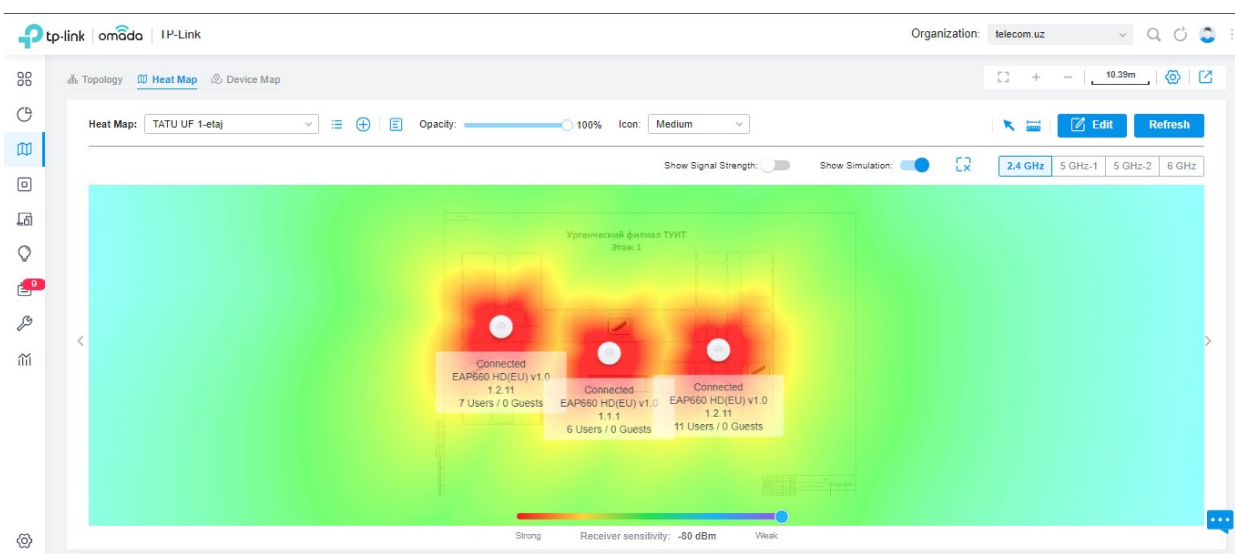 tp-link | omada | TP-Link
Organization: telecom.uz
Topology Heat Map Device Map
10.39m
Heat Map: TATU UF 1-etaj
Opacity: 100% Icon: Medium
Edit Refresh
Show Signal Strength: Show Simulation:
2.4 GHz 5 GHz-1 5 GHz-2 6 GHz
Ургенческий филиал ТУИТ
Этаж 1
9
Connected
EAP660 HD(EU) v1.0
1.2.11
7 Users / 0 Guests
Connected
EAP660 HD(EU) v1.0
1.1.1
6 Users / 0 Guests
Connected
EAP660 HD(EU) v1.0
1.2.11
11 Users / 0 Guests
Strong Receiver sensitivity: -80 dBm Weak